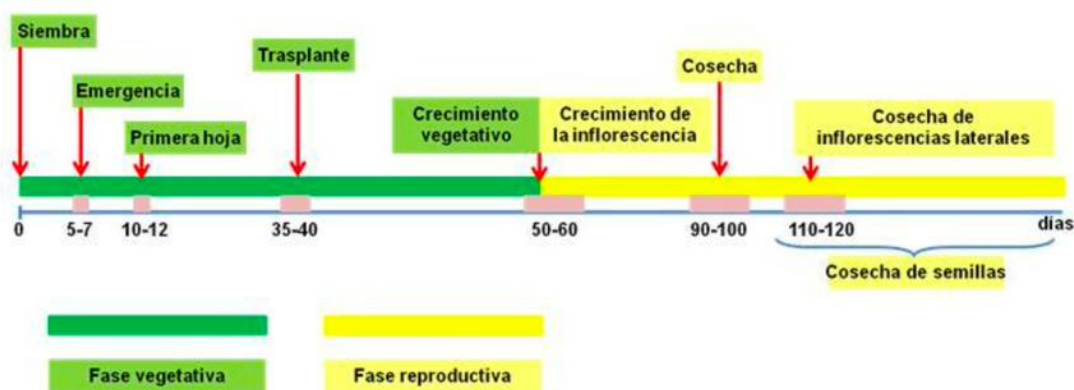 Siembra
Trasplante
Cosecha
Emergencia
Crecimiento
vegetativo
Crecimiento de
la inflorescencia
Cosecha de
inflorescencias laterales
Primera hoja
0
5-7
10-12
35-40
50-60
90-100
110-120
días
Cosecha de semillas
Fase vegetativa
Fase reproductiva